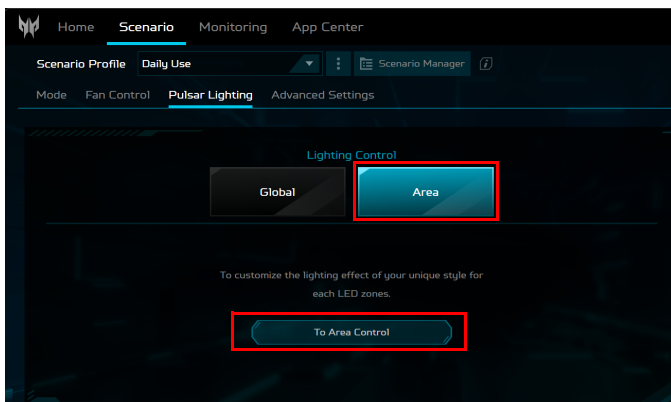 Home Scenario Monitoring App Center
Scenario Profile Daily Use Scenario Manager i
Mode Fan Control Pulsar Lighting Advanced Settings
Lighting Control
Global Area
To customize the lighting effect of your unique style for
each LED zones.
To Area Control